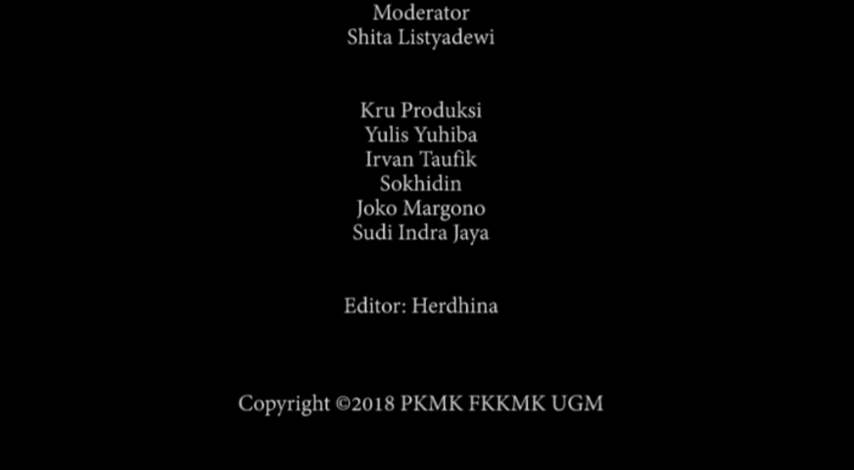 Moderator
Shita Listyadewi
Kru Produksi
Yulis Yuhiba
Irvan Taufik
Sokhidin
Joko Margono
Sudi Indra Jaya
Editor: Herdhina
Copyright ©2018 PKMK FKKMK UGM